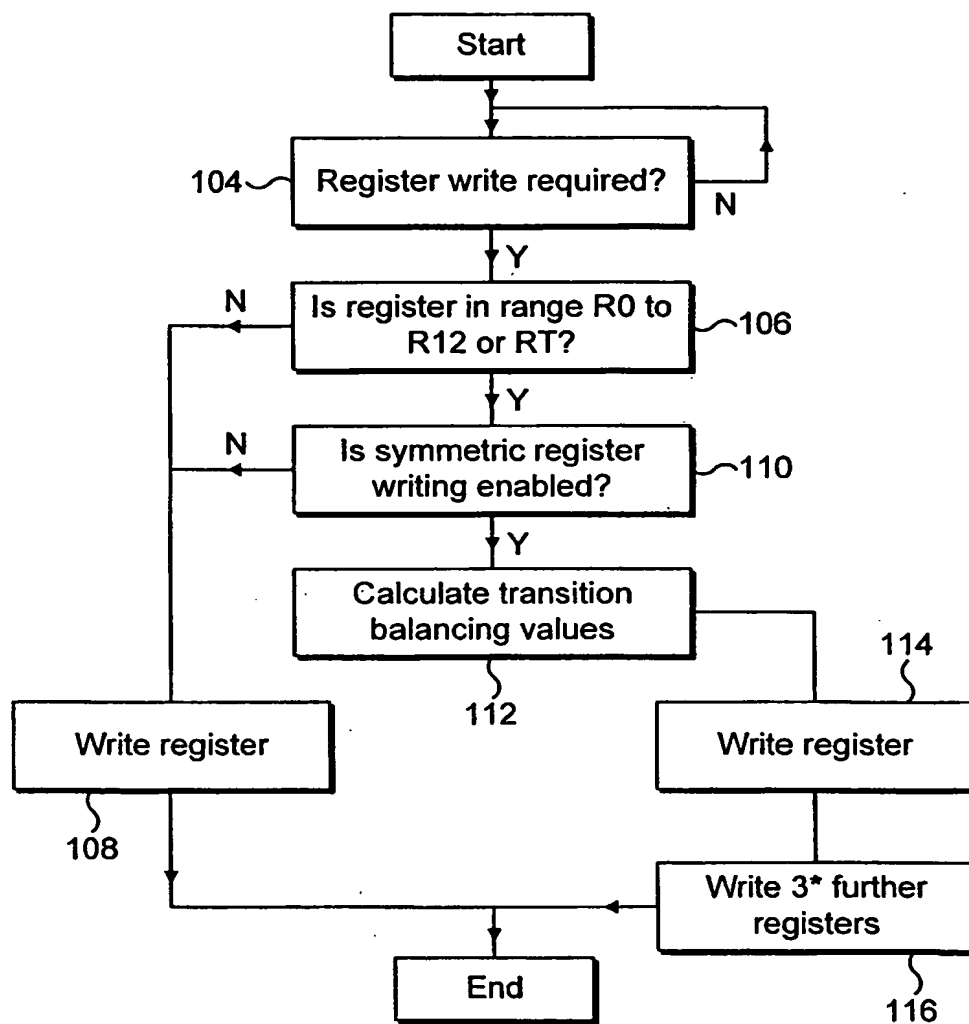 Start
104
Register write required?
N
Y
N
Is register in range R0 to
R12 or RT?
106
Y
N
Is symmetric register
writing enabled?
110
Y
Calculate transition
balancing values
112
114
Write register
Write register
108
Write 3* further
registers
116
End